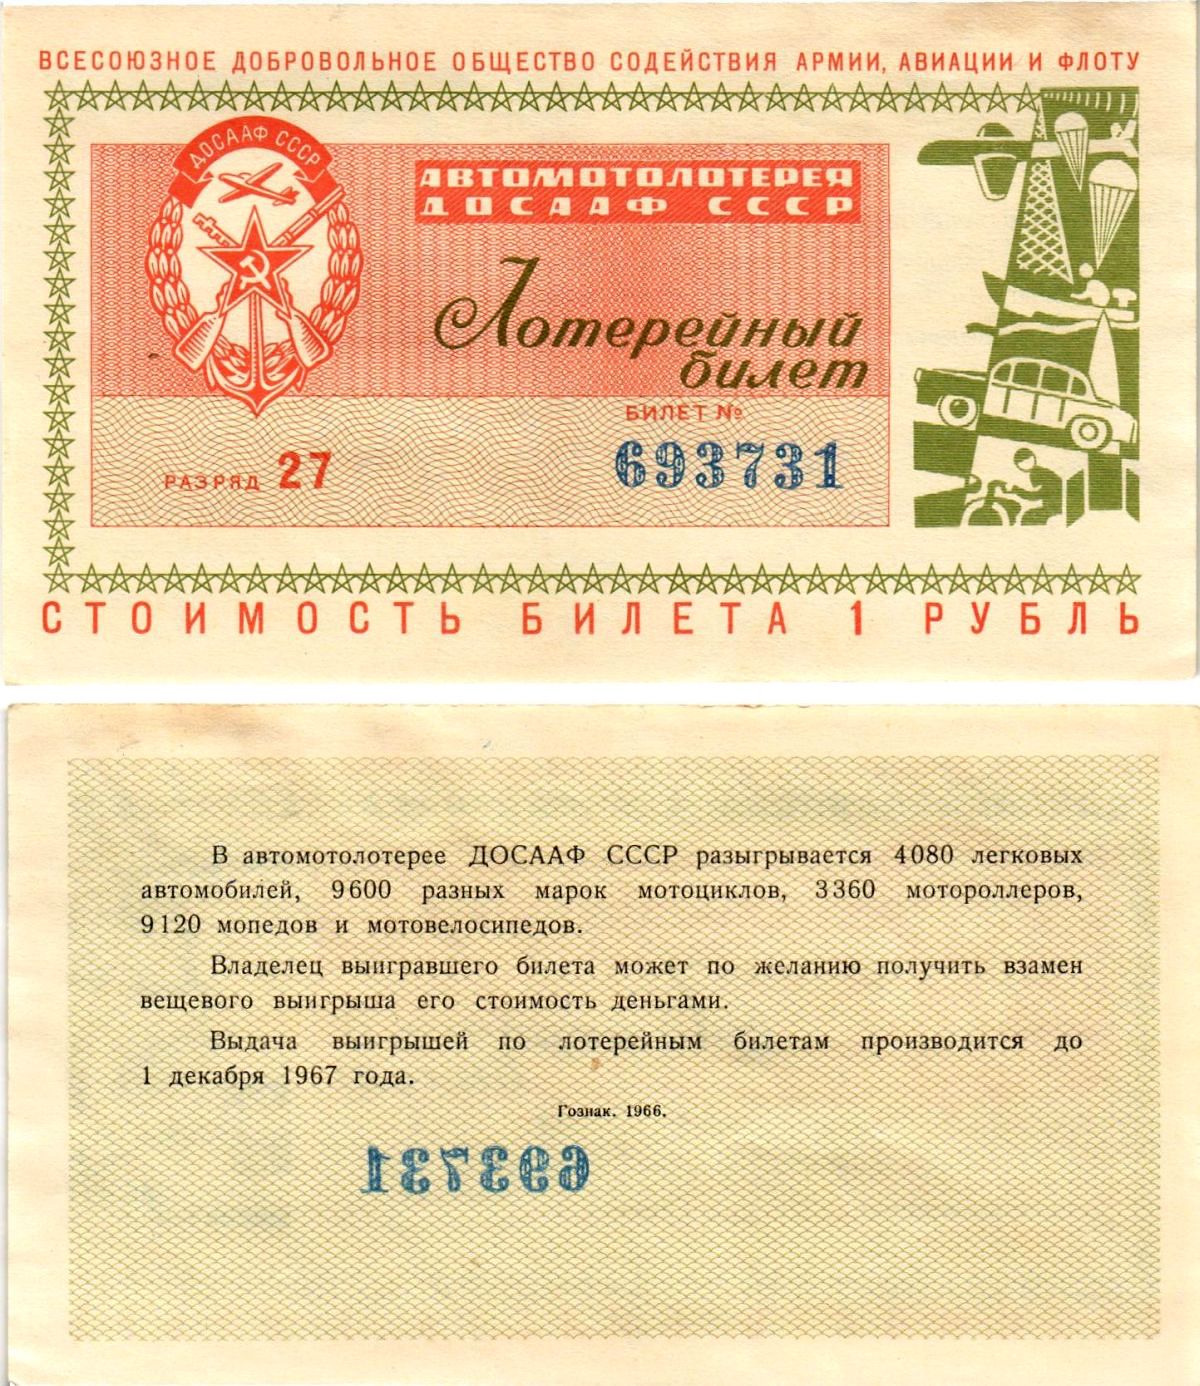 ВСЕСОЮЗНОЕ ДОБРОВОЛЬНОЕ ОБЩЕСТВО СОДЕЙСТВИЯ АРМИИ, АВИАЦИИ И ФЛОТУ
ДОСААФ СССР
АВТОМОТОЛОТЕРЕЯ
ДОСААФ СССР
Лотерейный
билет
БИЛЕТ №
693731
РАЗРЯД 27
СТОИМОСТЬ БИЛЕТА 1 РУБЛЬ
В автомотолотерее ДОСААФ СССР разыгрывается 4080 легковых
автомобилей, 9600 разных марок мотоциклов, 3360 мотороллеров,
9120 мопедов и мотовелосипедов.
Владелец выигравшего билета может по желанию получить взамен
вещевого выигрыша его стоимость деньгами.
Выдача выигрышей по лотерейным билетам производится до
1 декабря 1967 года.
Гознак. 1966.
693731